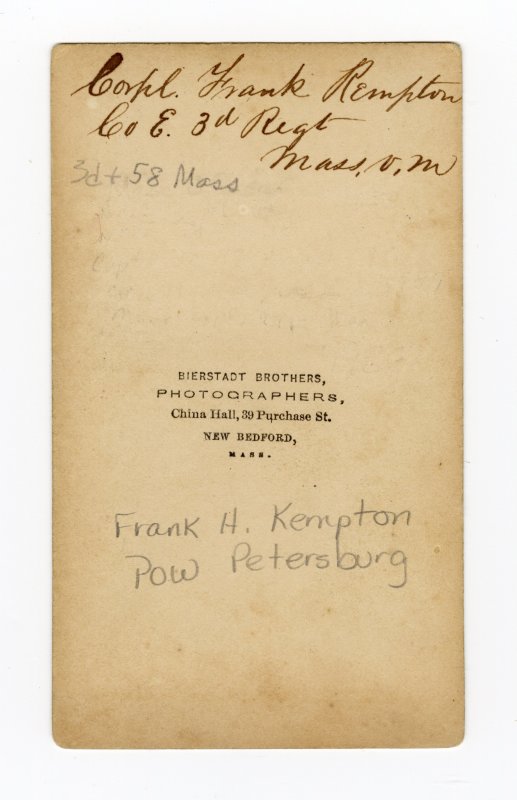 Corpl. Frank Kempton
Co E. 3d Regt
Mass, v, m
3d + 58 Mass
BIERSTADT BROTHERS,
PHOTOGRAPHERS,
China Hall, 39 Purchase St.
NEW BEDFORD,
MASS.
Frank H. Kempton
POW Petersburg